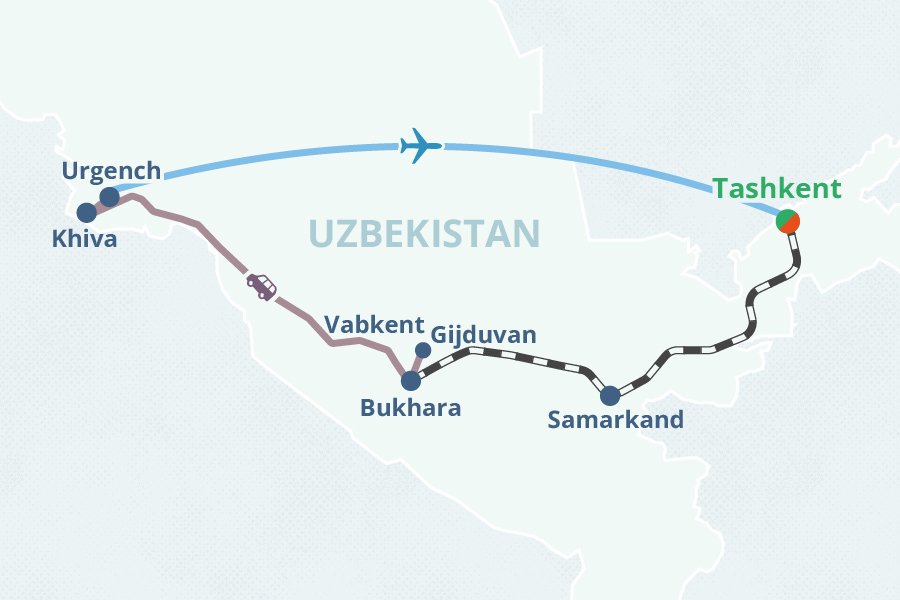 Urgench
Tashkent
Khiva
UZBEKISTAN
Vabkent
Gijduvan
Bukhara
Samarkand